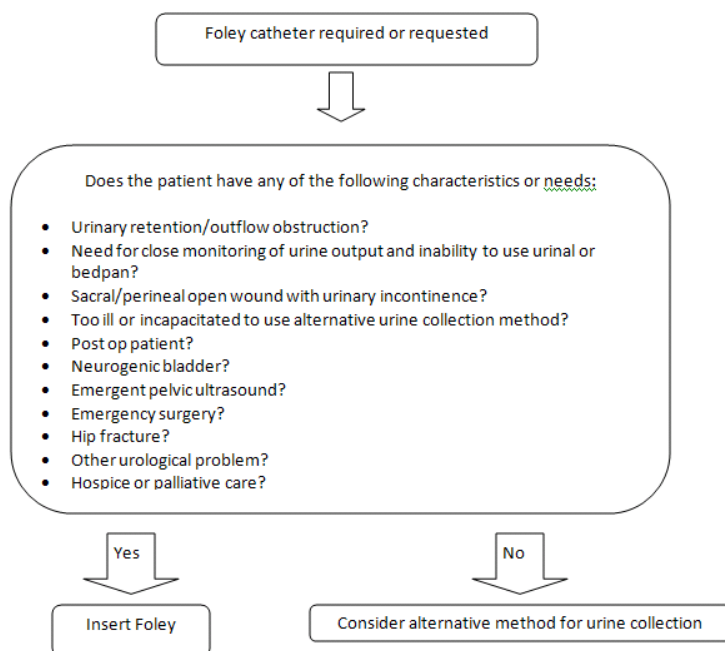 Foley catheter required or requested
Does the patient have any of the following characteristics or needs:
• Urinary retention/outflow obstruction?
• Need for close monitoring of urine output and inability to use urinal or
bedpan?
• Sacral/perineal open wound with urinary incontinence?
• Too ill or incapacitated to use alternative urine collection method?
• Post op patient?
• Neurogenic bladder?
• Emergent pelvic ultrasound?
• Emergency surgery?
• Hip fracture?
• Other urological problem?
• Hospice or palliative care?
Yes
No
Insert Foley
Consider alternative method for urine collection